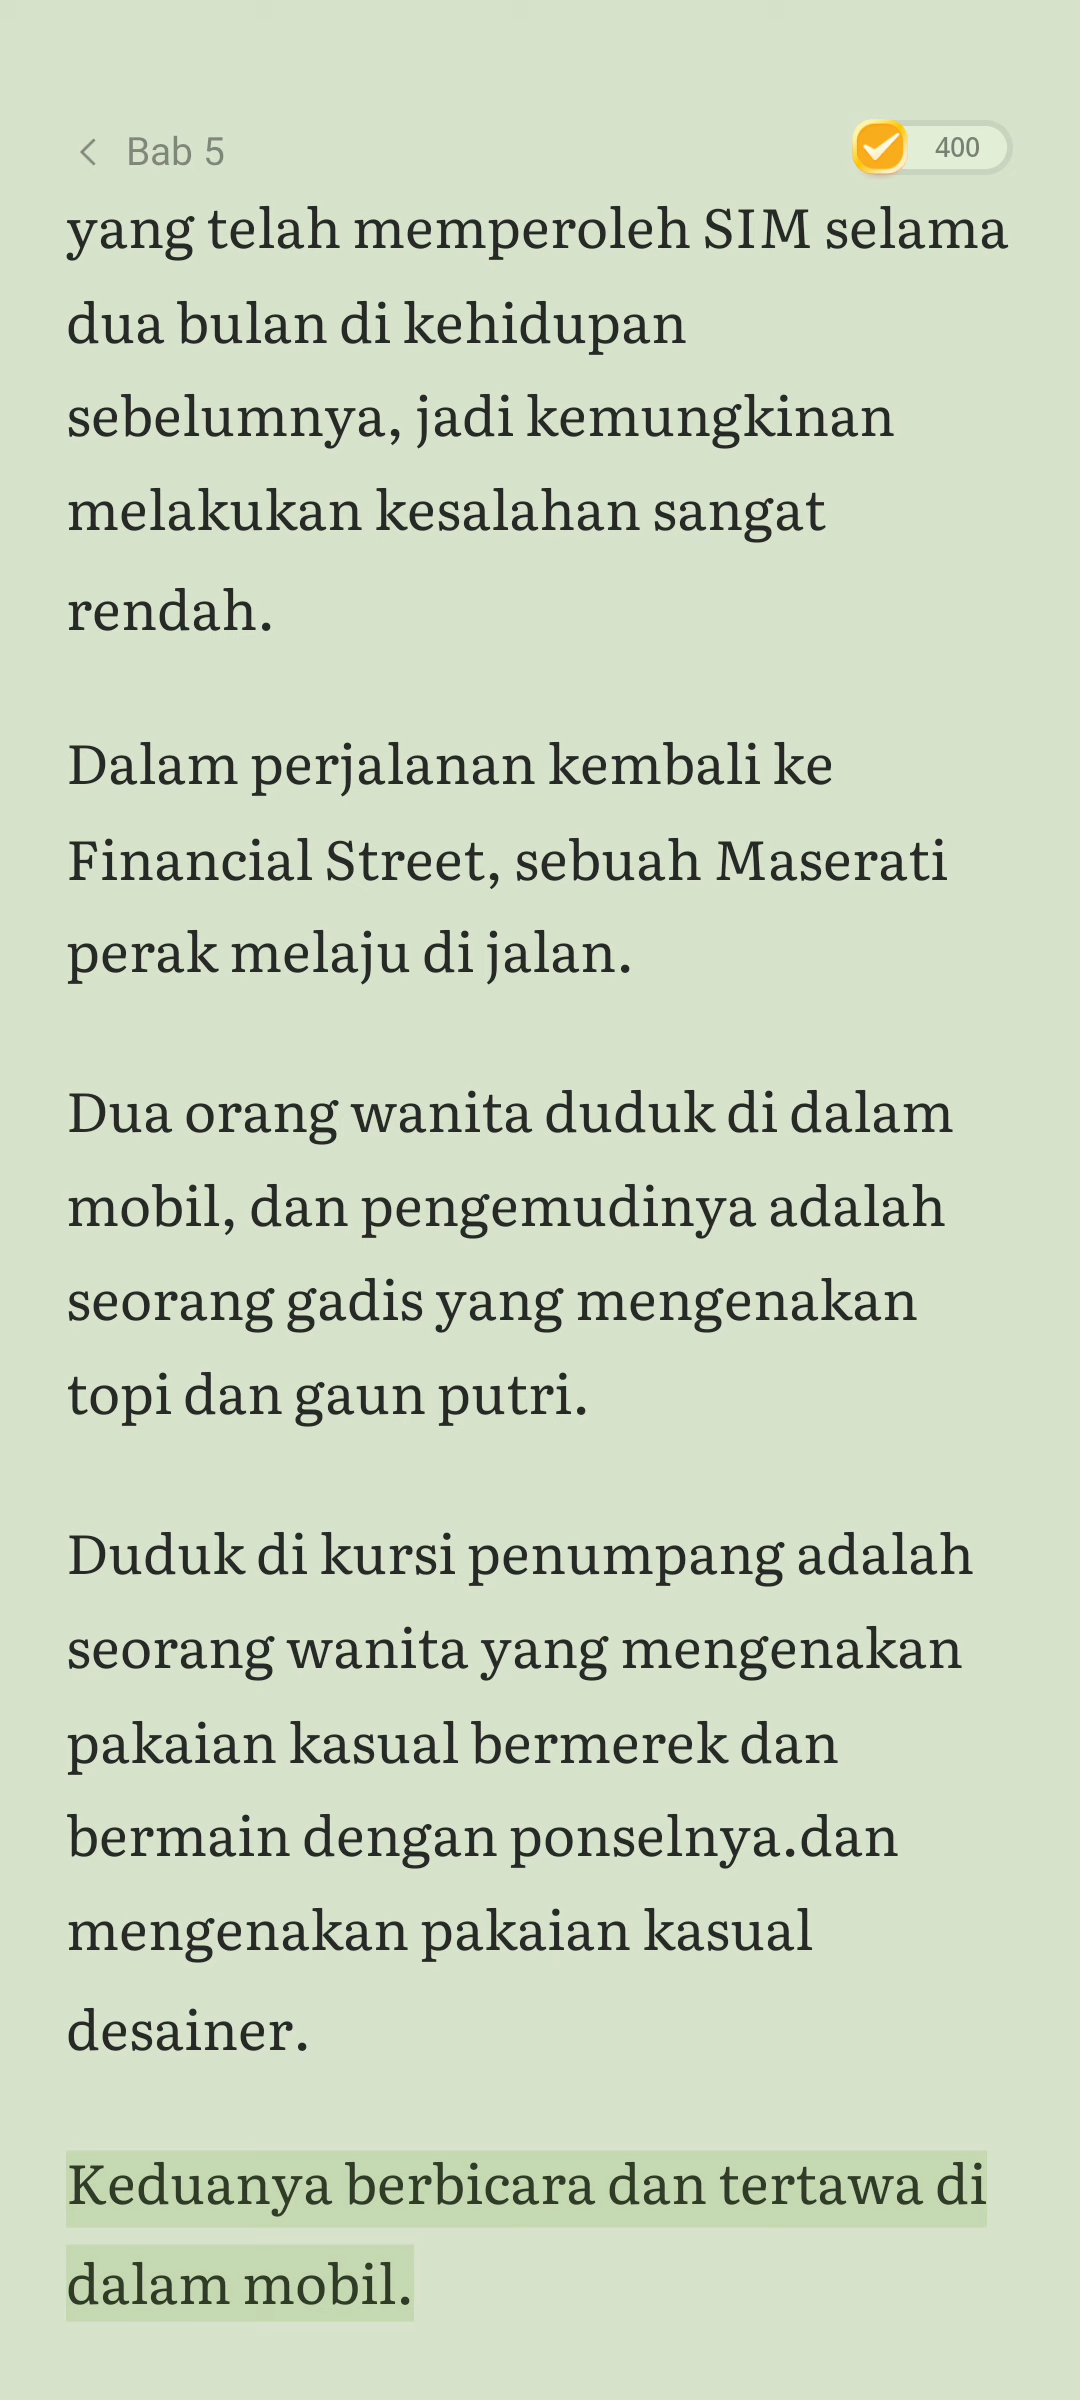 Bab 5
400
yang telah memperoleh SIM selama
dua bulan di kehidupan
sebelumnya, jadi kemungkinan
melakukan kesalahan sangat
rendah.
Dalam perjalanan kembali ke
Financial Street, sebuah Maserati
perak melaju di jalan.
Dua orang wanita duduk di dalam
mobil, dan pengemudinya adalah
seorang gadis yang mengenakan
topi dan gaun putri.
Duduk di kursi penumpang adalah
seorang wanita yang mengenakan
pakaian kasual bermerek dan
bermain dengan ponselnya.dan
mengenakan pakaian kasual
desainer.
Keduanya berbicara dan tertawa di
dalam mobil.